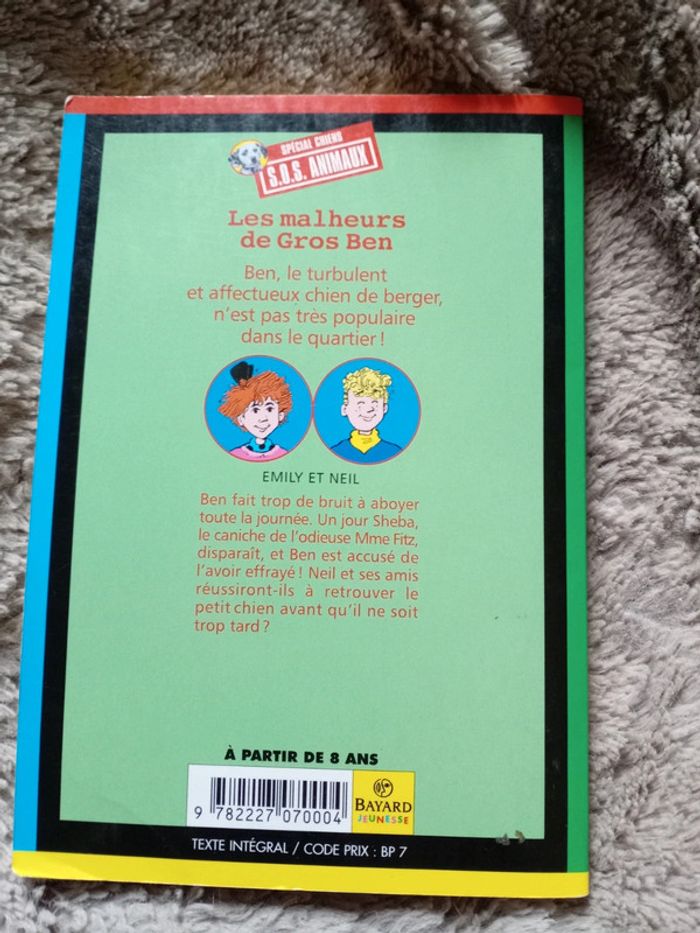 SPÉCIAL CHIENS
S.O.S. ANIMAUX
Les malheurs
de Gros Ben
Ben, le turbulent
et affectueux chien de berger,
n'est pas très populaire
dans le quartier !
EMILY ET NEIL
Ben fait trop de bruit à aboyer
toute la journée. Un jour Sheba,
le caniche de l'odieuse Mme Fitz,
disparaît, et Ben est accusé de
l'avoir effrayé ! Neil et ses amis
réussiront-ils à retrouver le
petit chien avant qu'il ne soit
trop tard ?
À PARTIR DE 8 ANS
9 782227 070004
BAYARD
JEUNESSE
TEXTE INTÉGRAL / CODE PRIX : BP 7